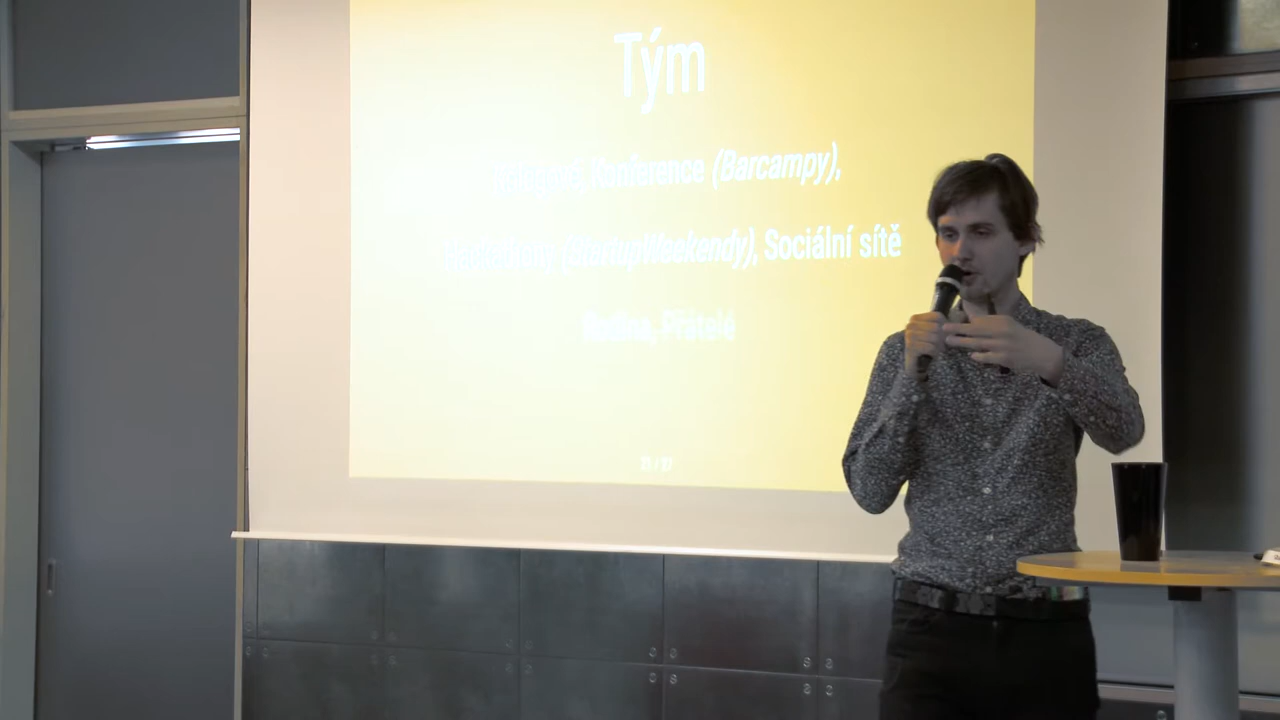 Tým
Kolegové, Konference (Barcampy),
(StartupWeekendy), Sociální sítě
Rodina, Přátelé